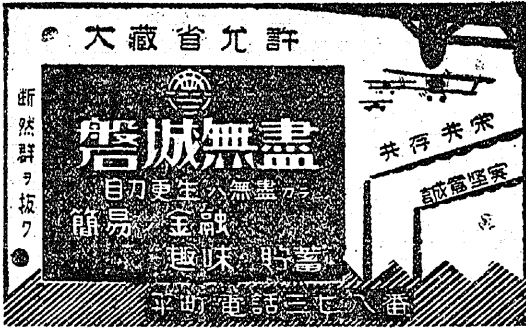 大藏省允許
断然群ヲ抜ク
磐城無盡
自力更生ハ無盡カラ
簡易ノ金融
趣味ノ貯蓄
共存共栄
平町電話三七八番